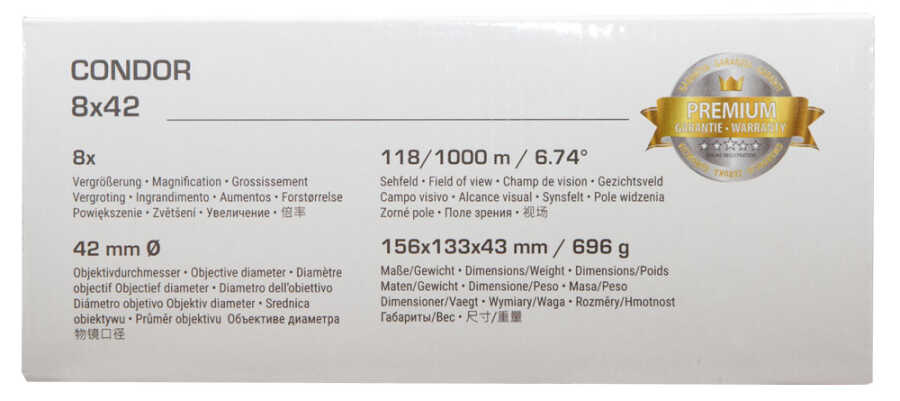 CONDOR
8x42
8x
Vergrößerung • Magnification • Grossissement
Vergroting • Ingrandimento • Aumentos • Forstørrelse
Powiększenie • Zvětšení • Увеличение • 倍率
42 mm Ø
Objektivdurchmesser • Objective diameter • Diamètre
objectif Objectief diameter • Diametro dell'obiettivo
Diámetro objetivo Objektiv diameter • Srednica
obiektywu • Průměr objektivu Объективе диаметра
物镜口径
118/1000 m / 6.74°
Sehfeld • Field of view • Champ de vision • Gezichtsveld
Campo visivo • Alcance visual • Synsfelt • Pole widzenia
Zorné pole • Поле зрения • 视场
156x133x43 mm / 696 g
Maße/Gewicht • Dimensions/Weight • Dimensions/Poids
Maten/Gewicht • Dimensione/Peso • Masa/Peso
Dimensioner/Vaegt • Wymiary/Waga • Rozměry/Hmotnost
Габариты/Вес • 尺寸/重量
PREMIUM
GARANTIE • WARRANTY